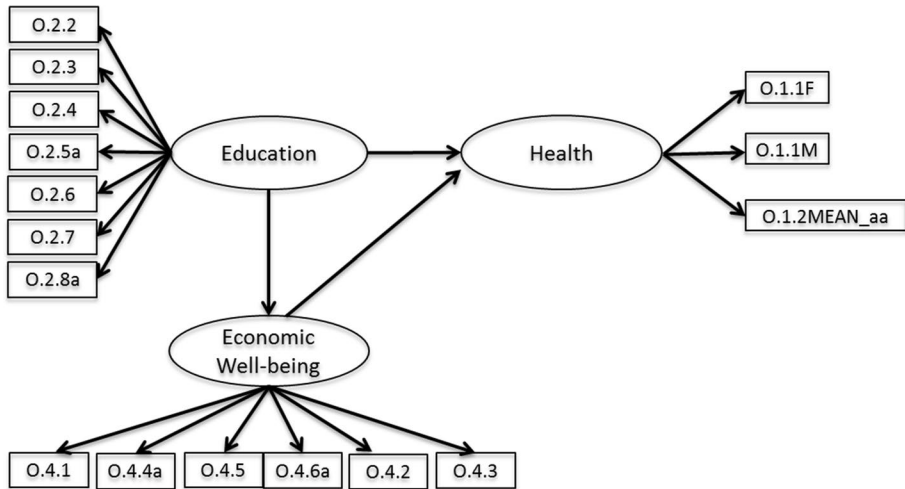 O.2.2
O.2.3
O.2.4
O.2.5a
O.2.6
O.2.7
O.2.8a
Education
Health
O.1.1F
O.1.1M
O.1.2MEAN_aa
Economic
Well-being
O.4.1
O.4.4a
O.4.5
O.4.6a
O.4.2
O.4.3